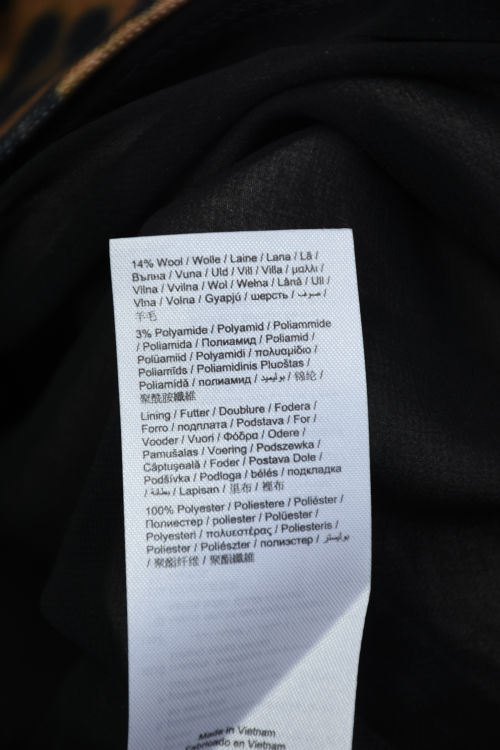 14% Wool / Wolle / Laine / Lana / Lã /
Вълна / Vuna / Uld / Vill / Villa / μαλλι /
Vilna / Vvilna / Wol / Wełna / Lână / Ull /
Vlna / Volna / Gyapjú / шерсть / صوف /
羊毛
3% Polyamide / Polyamid / Poliammide
/ Poliamida / Полиамид / Poliamid /
Polüamiid / Polyamidi / πολυαμίδιο /
Poliamīds / Poliamidinis Pluoštas /
Poliamidă / полиамид / بوليميد / 锦纶 /
聚酰胺纖維
Lining / Futter / Doublure / Fodera /
Forro / подплата / Podstava / For /
Vooder / Vuori / Φόδρα / Odere /
Pamušalas / Voering / Podszewka /
Căptuşeală / Foder / Postava Dole /
Podšívka / Podloga / bélés / подкладка
/ بطانة / Lapisan / 里布 / 裡布
100% Polyester / Poliestere / Poliéster /
Полиестер / poliester / Polüester /
Polyesteri / πολυεστέρας / Poliesteris /
Poliester / Poliészter / полиэстер / بوليستر
/ 聚酯纤维 / 聚酯纖維
Made in Vietnam
Fabricado en Vietnam